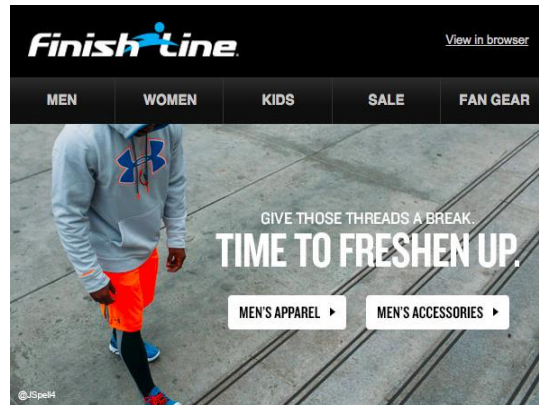 Finish Line
View in browser
MEN WOMEN KIDS SALE FAN GEAR
GIVE THOSE THREADS A BREAK.
TIME TO FRESHEN UP.
MEN'S APPAREL MEN'S ACCESSORIES
@JSpell4